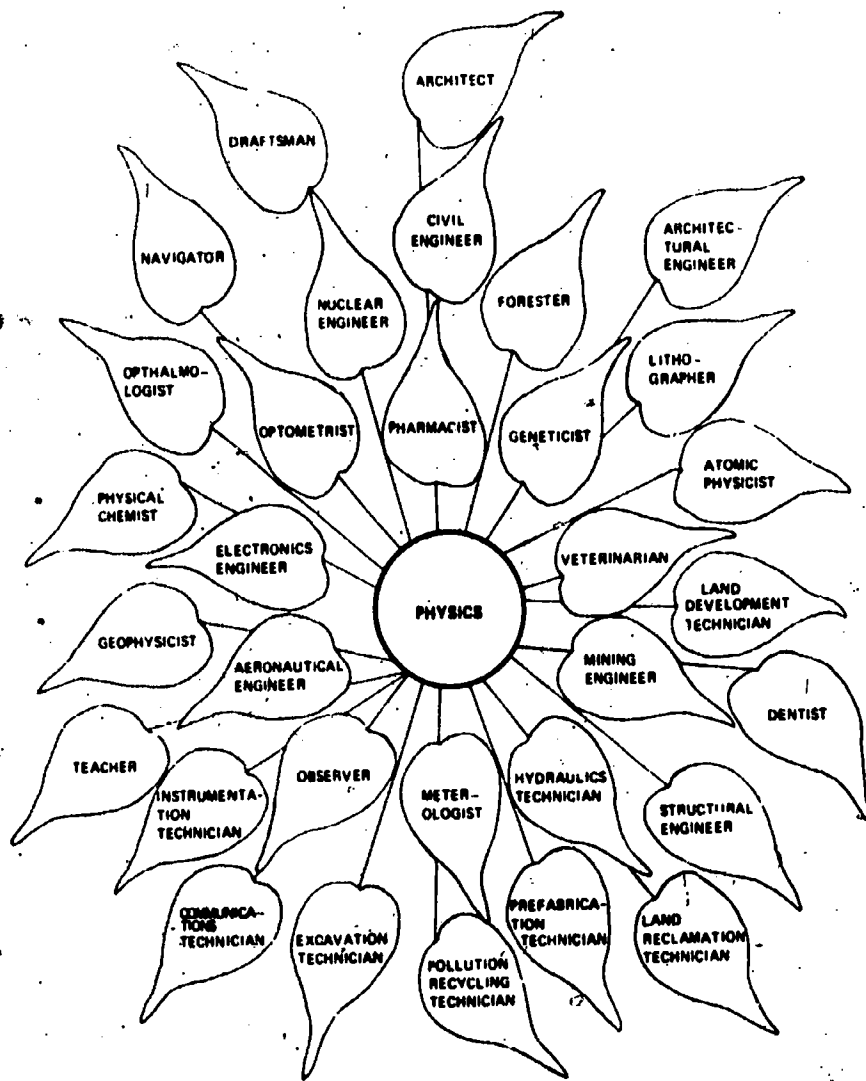 ARCHITECT
DRAFTSMAN
CIVIL
ENGINEER
ARCHITEC-
TURAL
ENGINEER
NAVIGATOR
NUCLEAR
ENGINEER
FORESTER
OPTHALMO-
LOGIST
LITHO-
GRAPHER
OPTOMETRIST
PHARMACIST
GENETICIST
ATOMIC
PHYSICIST
PHYSICAL
CHEMIST
ELECTRONICS
ENGINEER
VETERINARIAN
LAND
DEVELOPMENT
TECHNICIAN
PHYSICS
GEOPHYSICIST
AERONAUTICAL
ENGINEER
MINING
ENGINEER
DENTIST
TEACHER
INSTRUMENTA-
TION
TECHNICIAN
OBSERVER
METER-
OLOGIST
HYDRAULICS
TECHNICIAN
STRUCTURAL
ENGINEER
COMMUNICA-
TIONS
TECHNICIAN
EXCAVATION
TECHNICIAN
POLLUTION
RECYCLING
TECHNICIAN
PREFABRICA-
TION
TECHNICIAN
LAND
RECLAMATION
TECHNICIAN